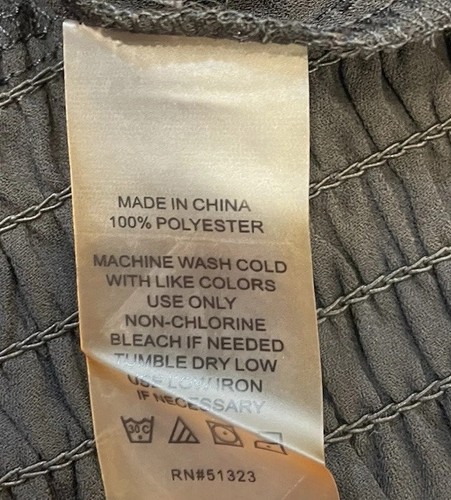 MADE IN CHINA
100% POLYESTER
MACHINE WASH COLD
WITH LIKE COLORS
USE ONLY
NON-CHLORINE
BLEACH IF NEEDED
TUMBLE DRY LOW
USE LOW IRON
IF NECESSARY
30C
RN#51323